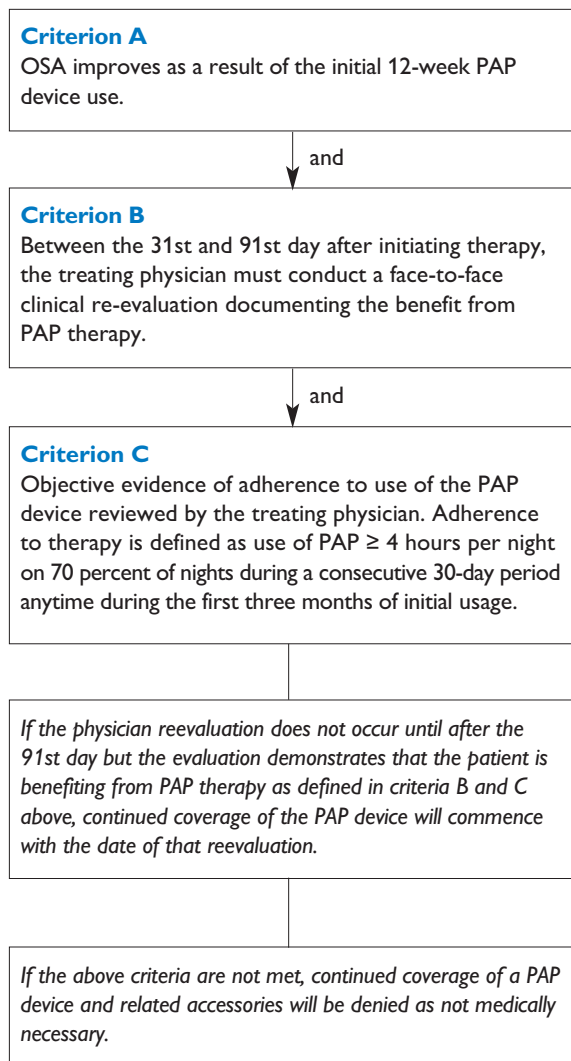 Criterion A
OSA improves as a result of the initial 12-week PAP
device use.
and
Criterion B
Between the 31st and 91st day after initiating therapy,
the treating physician must conduct a face-to-face
clinical re-evaluation documenting the benefit from
PAP therapy.
and
Criterion C
Objective evidence of adherence to use of the PAP
device reviewed by the treating physician. Adherence
to therapy is defined as use of PAP ≥ 4 hours per night
on 70 percent of nights during a consecutive 30-day period
anytime during the first three months of initial usage.
If the physician reevaluation does not occur until after the
91st day but the evaluation demonstrates that the patient is
benefiting from PAP therapy as defined in criteria B and C
above, continued coverage of the PAP device will commence
with the date of that reevaluation.
If the above criteria are not met, continued coverage of a PAP
device and related accessories will be denied as not medically
necessary.